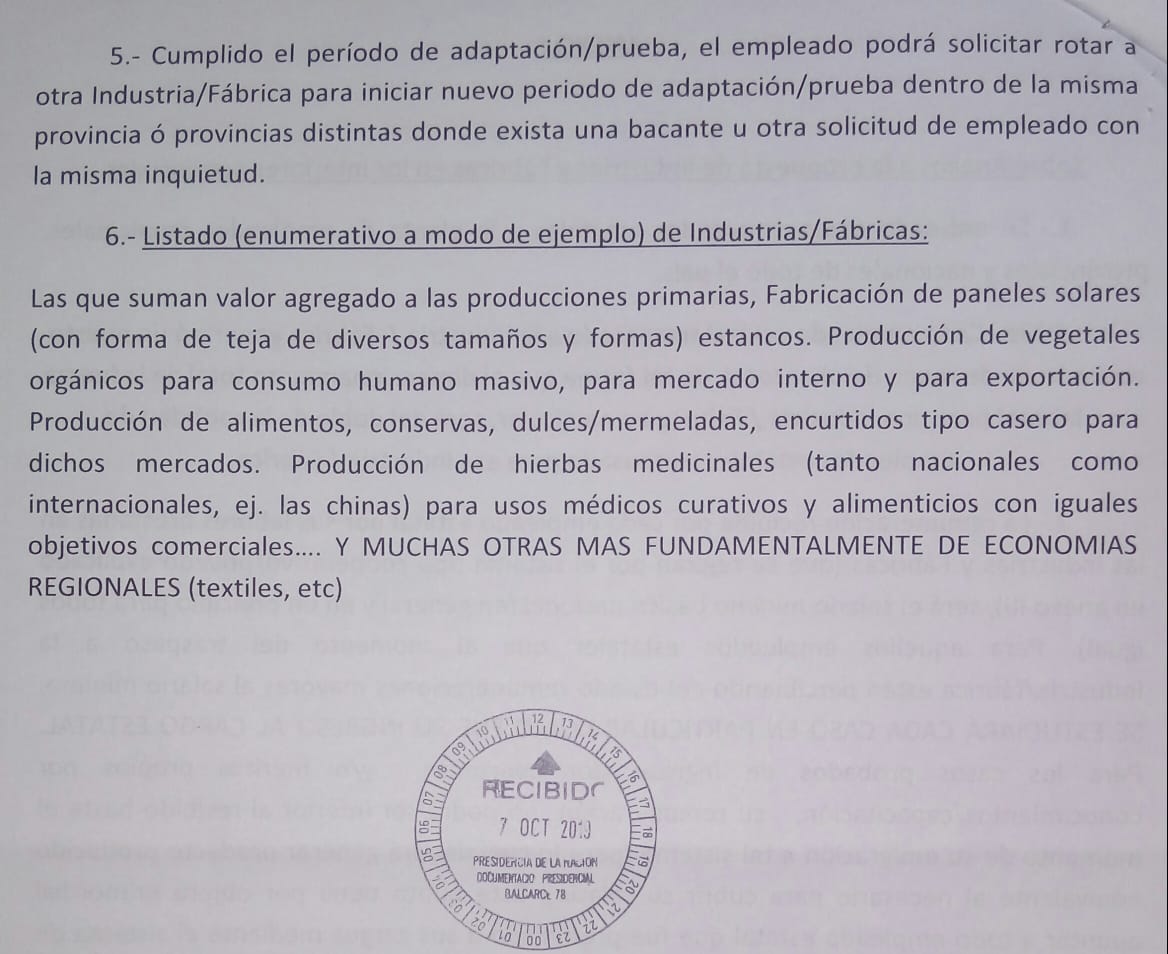 5.- Cumplido el período de adaptación/prueba, el empleado podrá solicitar rotar a
otra Industria/Fábrica para iniciar nuevo periodo de adaptación/prueba dentro de la misma
provincia ó provincias distintas donde exista una bacante u otra solicitud de empleado con
la misma inquietud.
6.- Listado (enumerativo a modo de ejemplo) de Industrias/Fábricas:
Las que suman valor agregado a las producciones primarias, Fabricación de paneles solares
(con forma de teja de diversos tamaños y formas) estancos. Producción de vegetales
orgánicos para consumo humano masivo, para mercado interno y para exportación.
Producción de alimentos, conservas, dulces/mermeladas, encurtidos tipo casero para
dichos mercados. Producción de hierbas medicinales (tanto nacionales como
internacionales, ej. las chinas) para usos médicos curativos y alimenticios con iguales
objetivos comerciales.... Y MUCHAS OTRAS MAS FUNDAMENTALMENTE DE ECONOMIAS
REGIONALES (textiles, etc)
00 01 02 03 04 05 06 07 08 09 10 11 12 13 14 15 16 17 18 19 20 21 22 23
RECIBIDO
7 OCT 2019
PRESIDENCIA DE LA NACION
DOCUMENTACIO PRESIDENCIAL
BALCARCE 78